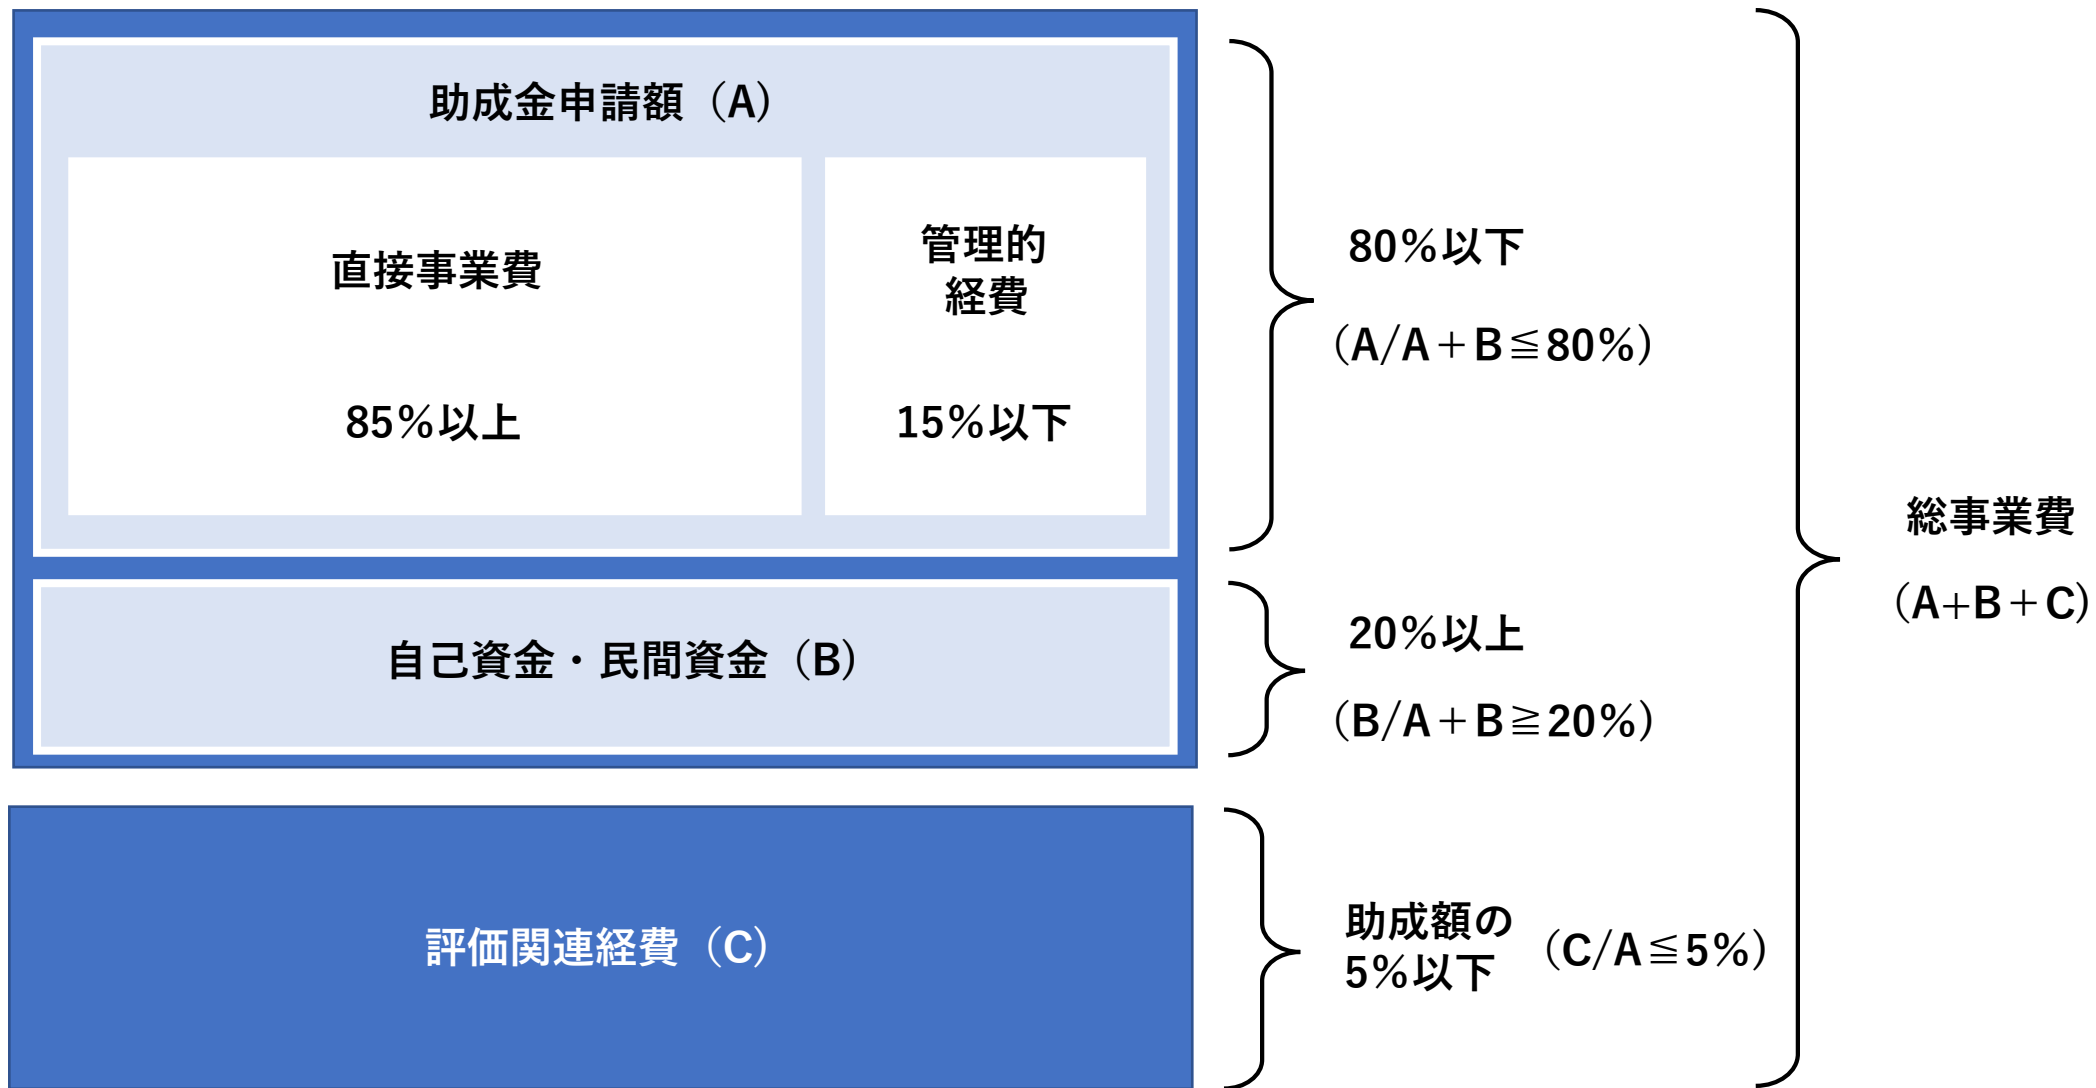 助成金申請額（A）
直接事業費
85%以上
管理的
経費
15%以下
80%以下
（A/A＋B≦80%）
自己資金・民間資金（B）
20%以上
（B/A＋B≧20%）
評価関連経費（C）
助成額の
5%以下
（C/A≦5%）
総事業費
（A+B＋C）